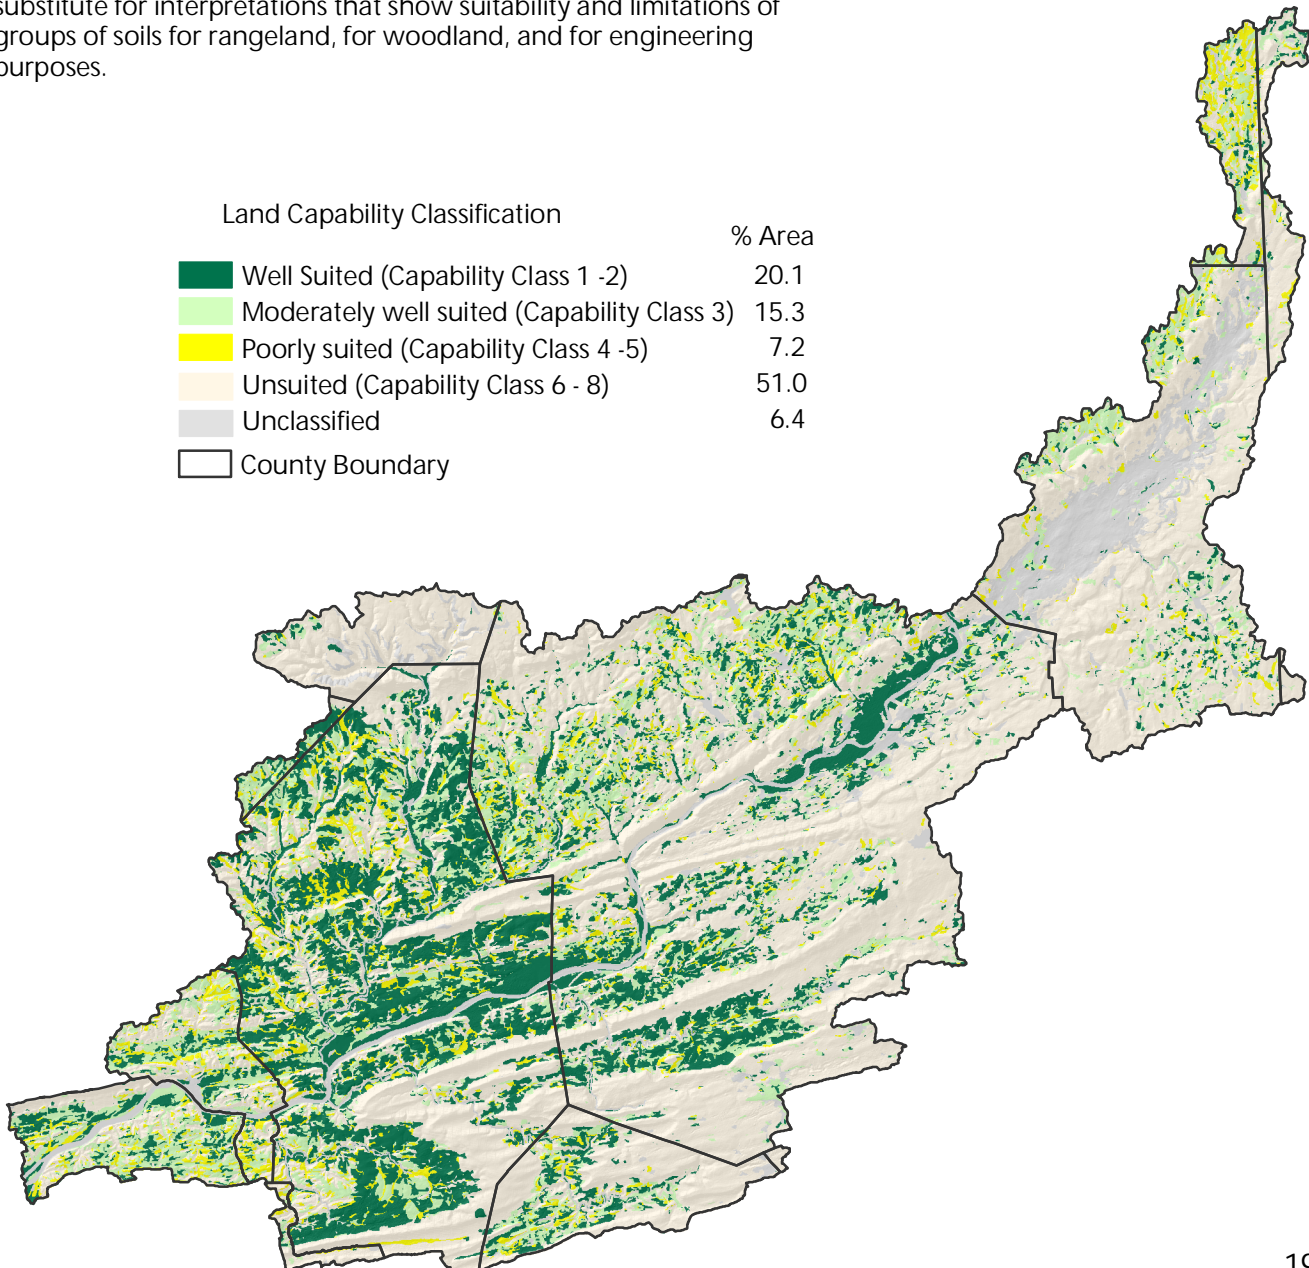 substitute for interpretations that show suitability and limitations of
groups of soils for rangeland, for woodland, and for engineering
purposes.
Land Capability Classification
% Area
Well Suited (Capability Class 1 -2) 20.1
Moderately well suited (Capability Class 3) 15.3
Poorly suited (Capability Class 4 -5) 7.2
Unsuited (Capability Class 6 - 8) 51.0
Unclassified 6.4
County Boundary
19